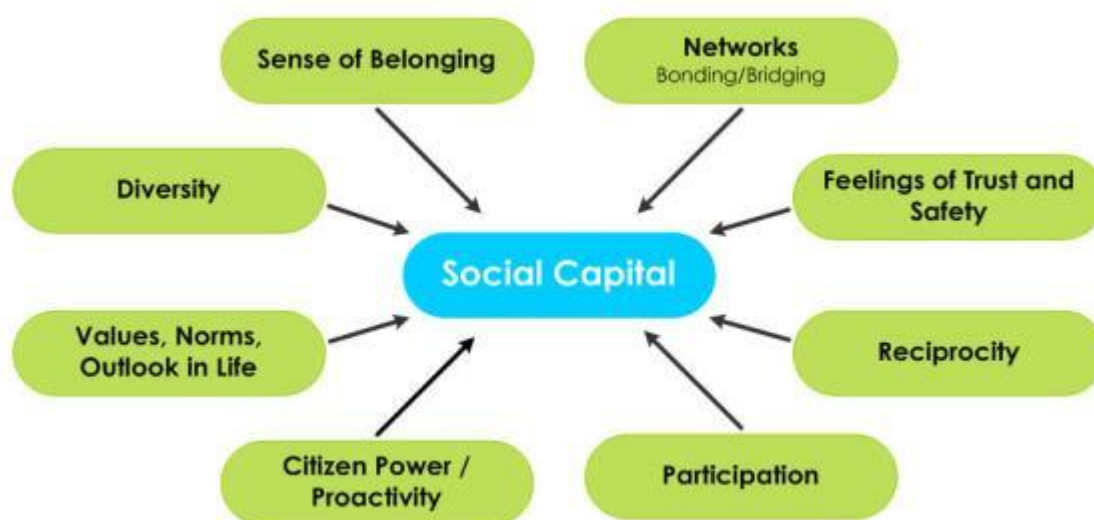 Sense of Belonging
Networks
Bonding/Bridging
Diversity
Feelings of Trust and
Safety
Social Capital
Values, Norms,
Outlook in Life
Reciprocity
Citizen Power /
Proactivity
Participation